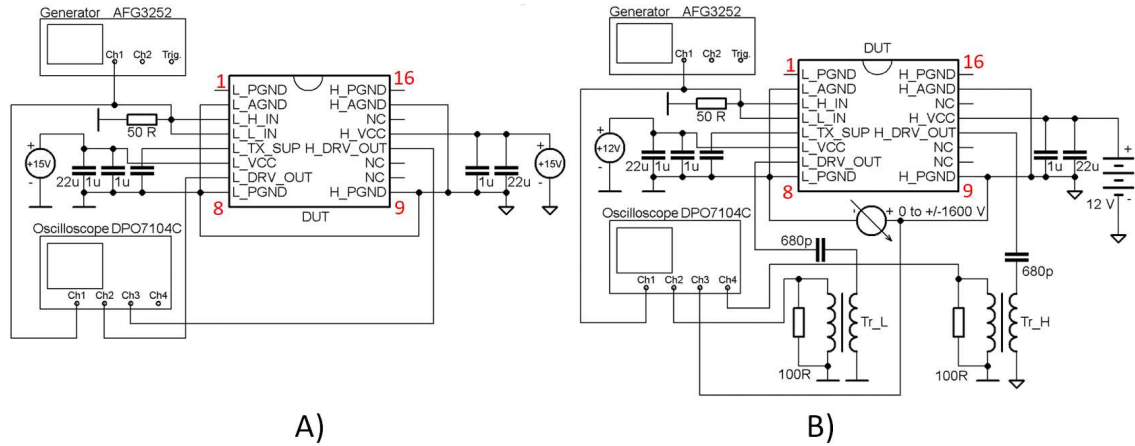 Generator AFG3252
Ch1 Ch2 Trig.
1
16
L_PGND H_PGND
L_AGND H_AGND
L_H_IN NC
L_L_IN H_VCC
L_TX_SUP H_DRV_OUT
L_VCC NC
L_DRV_OUT NC
L_PGND H_PGND
8
9
DUT
50 R
+
+15V
-
22u 1u 1u
1u 22u
+
+15V
-
Oscilloscope DPO7104C
Ch1 Ch2 Ch3 Ch4
A)
Generator AFG3252
Ch1 Ch2 Trig.
DUT
1
16
L_PGND H_PGND
L_AGND H_AGND
L_H_IN NC
L_L_IN H_VCC
L_TX_SUP H_DRV_OUT
L_VCC NC
L_DRV_OUT NC
L_PGND H_PGND
8
9
50 R
+
+12V
-
22u 1u 1u
1u 22u
+
12 V -
- + 0 to +/-1600 V
Oscilloscope DPO7104C
Ch1 Ch2 Ch3 Ch4
680p
680p
Tr_L
Tr_H
100R
100R
B)